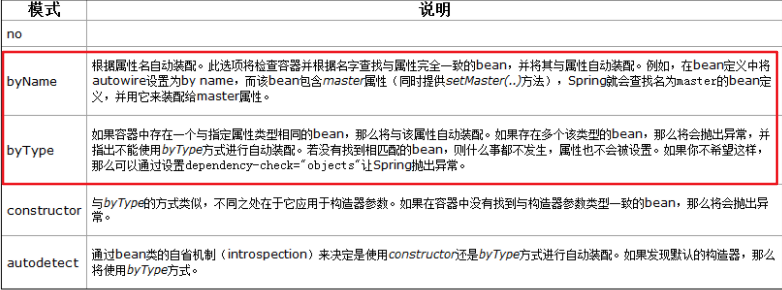 模式 说明
no
根据属性名自动装配。此选项将检查容器并根据名字查找与属性完全一致的bean，并将其与属性自动装配。例如，在bean定义中将
byName autowire设置为by name，而该bean包含master属性（同时提供setMaster(..)方法），Spring就会查找名为master的bean定
义，并用它来装配给master属性。
如果容器中存在一个与指定属性类型相同的bean，那么将与该属性自动装配。如果存在多个该类型的bean，那么将会抛出异常，并
byType 指出不能使用byType方式进行自动装配。若没有找到相匹配的bean，则什么事都不发生，属性也不会被设置。如果你不希望这样，
那么可以通过设置dependency-check="objects"让Spring抛出异常。
constructor 与byType的方式类似，不同之处在于它应用于构造器参数。如果在容器中没有找到与构造器参数类型一致的bean，那么将会抛出异
常。
autodetect 通过bean类的自省机制（introspection）来决定是使用constructor还是byType方式进行自动装配。如果发现默认的构造器，那么
将使用byType方式。